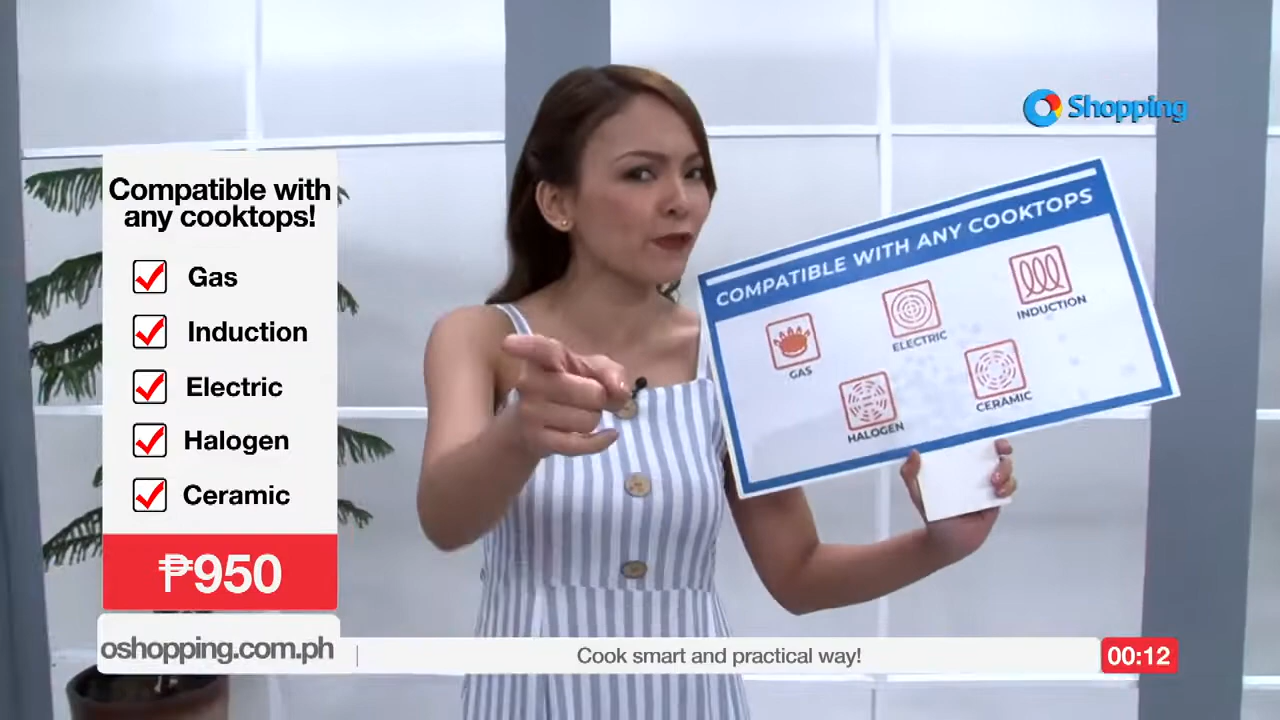 Shopping
Compatible with
any cooktops!
Gas
Induction
Electric
Halogen
Ceramic
₱950
COMPATIBLE WITH ANY COOKTOPS
GAS
ELECTRIC
INDUCTION
HALOGEN
CERAMIC
oshopping.com.ph
Cook smart and practical way!
00:12